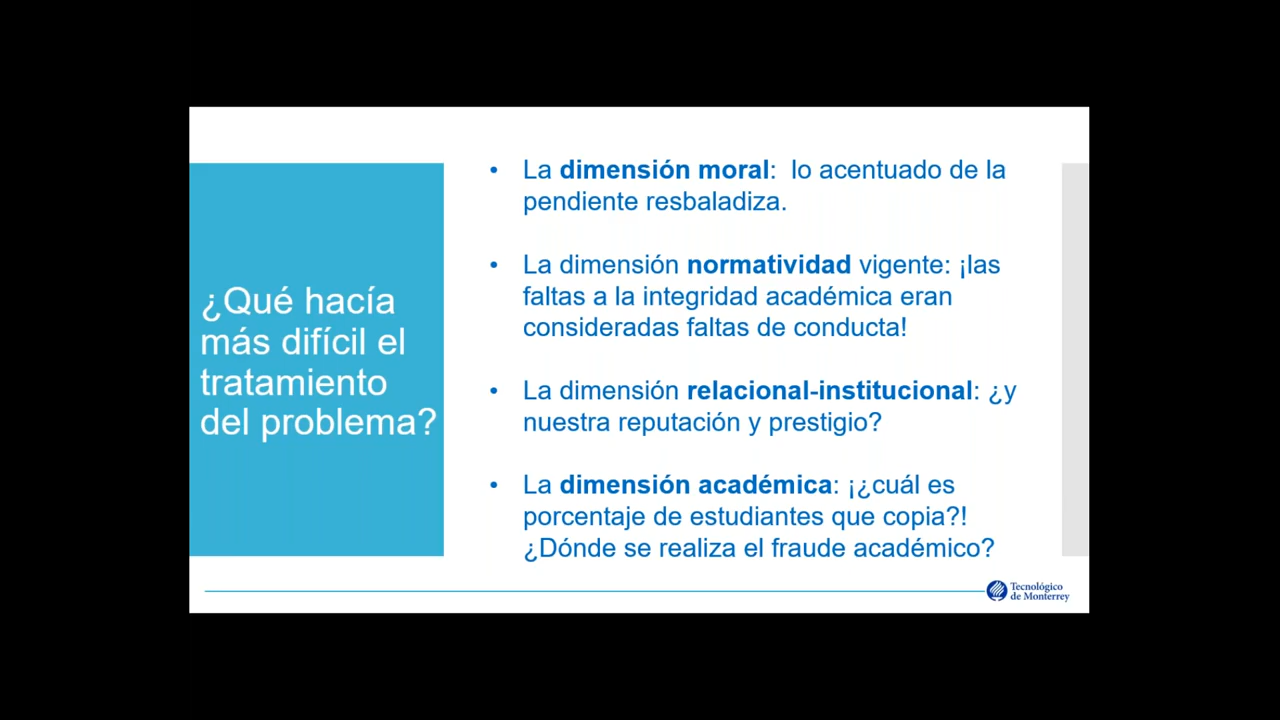 ¿Qué hacía
más difícil el
tratamiento
del problema?
• La dimensión moral:  lo acentuado de la
pendiente resbaladiza.
• La dimensión normatividad vigente: ¡las
faltas a la integridad académica eran
consideradas faltas de conducta!
• La dimensión relacional-institucional: ¿y
nuestra reputación y prestigio?
• La dimensión académica: ¡¿cuál es
porcentaje de estudiantes que copia?!
¿Dónde se realiza el fraude académico?
Tecnológico
de Monterrey